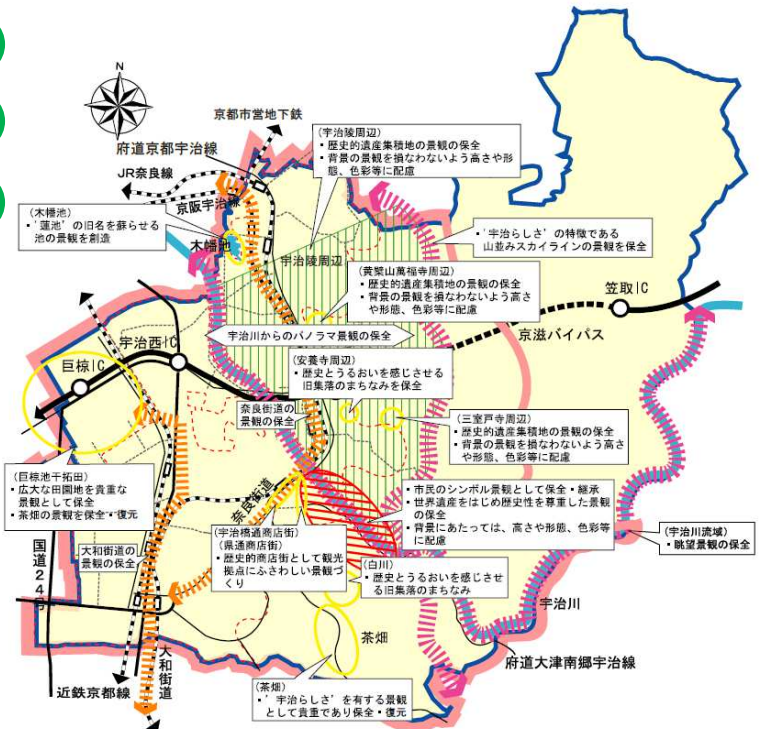 N
京都市営地下鉄
府道京都宇治線
JR奈良線
京阪宇治線
(宇治陵周辺)
・歴史的遺産集積地の景観の保全
・背景の景観を損なわないよう高さや形
態、色彩等に配慮
(木幡池)
・'蓮池'の旧名を蘇らせる
池の景観を創造
木幡池
宇治陵周辺
・'宇治らしさ'の特徴である
山並みスカイラインの景観を保全
(黄檗山萬福寺周辺)
・歴史的遺産集積地の景観の保全
・背景の景観を損なわないよう高さ
や形態、色彩等に配慮
笠取IC
京滋バイパス
宇治川からのパノラマ景観の保全
宇治西IC
巨椋IC
(安養寺周辺)
・歴史とうるおいを感じさせる
旧集落のまちなみを保全
奈良街道の
景観の保全
(三室戸寺周辺)
・歴史的遺産集積地の景観の保全
・背景の景観を損なわないよう高さ
や形態、色彩等に配慮
(巨椋池干拓田)
・広大な田園地を貴重な
景観として保全
・茶畑の景観を保全・復元
奈良街道
・市民のシンボル景観として保全・継承
・世界遺産をはじめ歴史性を尊重した景観
の保全
・背景にあたっては、高さや形態、色彩等
に配慮
(宇治川流域)
・眺望景観の保全
(宇治橋通商店街)
(県通商店街)
・歴史的商店街として観光
拠点にふさわしい景観づ
くり
大和街道の
景観の保全
国道24号
(白川)
・歴史とうるおいを感じさせ
る旧集落のまちなみ
宇治川
茶畑
府道大津南郷宇治線
大和街道
近鉄京都線
(茶畑)
・'宇治らしさ'を有する景観
として貴重であり保全・復元